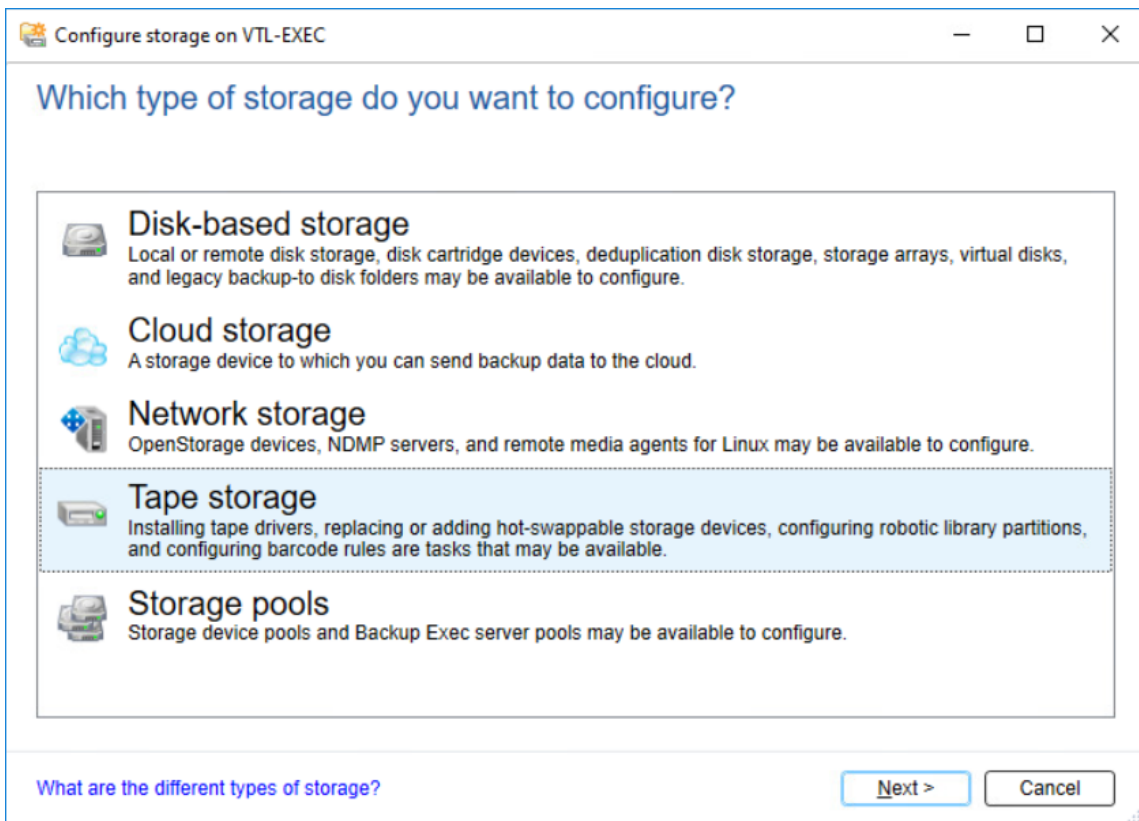 Configure storage on VTL-EXEC
Which type of storage do you want to configure?
Disk-based storage
Local or remote disk storage, disk cartridge devices, deduplication disk storage, storage arrays, virtual disks,
and legacy backup-to disk folders may be available to configure.
Cloud storage
A storage device to which you can send backup data to the cloud.
Network storage
OpenStorage devices, NDMP servers, and remote media agents for Linux may be available to configure.
Tape storage
Installing tape drivers, replacing or adding hot-swappable storage devices, configuring robotic library partitions,
and configuring barcode rules are tasks that may be available.
Storage pools
Storage device pools and Backup Exec server pools may be available to configure.
What are the different types of storage?
Next >
Cancel